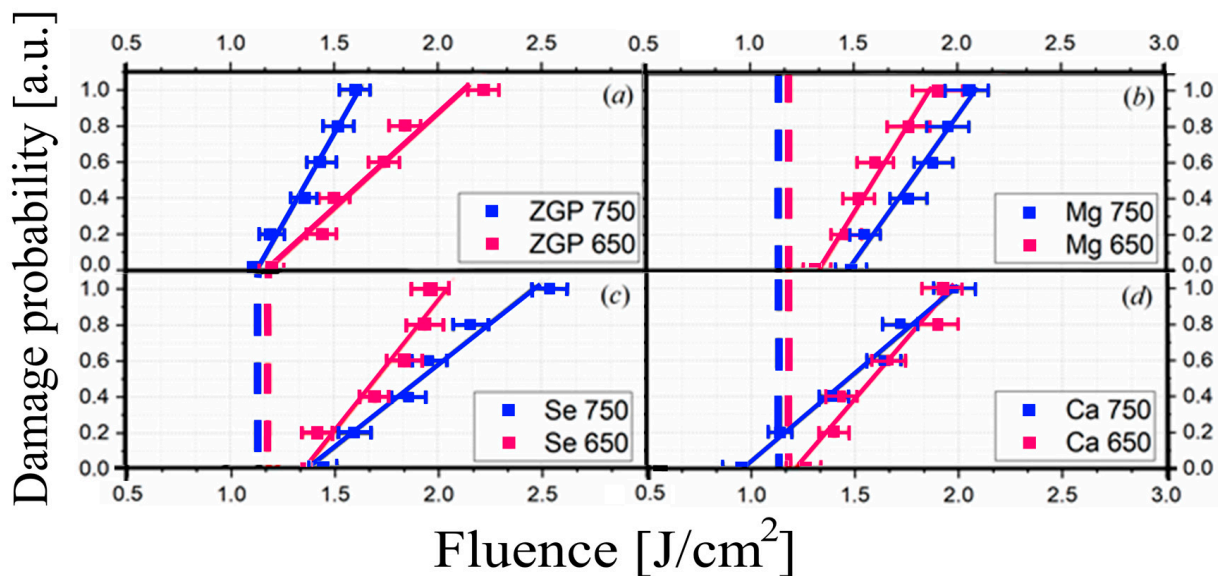 0.5 1.0 1.5 2.0 2.5 0.5 1.0 1.5 2.0 2.5 3.0
Damage probability [a.u.]
1.0 (a)
0.8
0.6
0.4
0.2
0.0
ZGP 750
ZGP 650
(b) 1.0
0.8
0.6
0.4
0.2
0.0
Mg 750
Mg 650
1.0 (c)
0.8
0.6
0.4
0.2
0.0
Se 750
Se 650
(d) 1.0
0.8
0.6
0.4
0.2
0.0
Ca 750
Ca 650
0.5 1.0 1.5 2.0 2.5 0.5 1.0 1.5 2.0 2.5 3.0
Fluence [J/cm²]